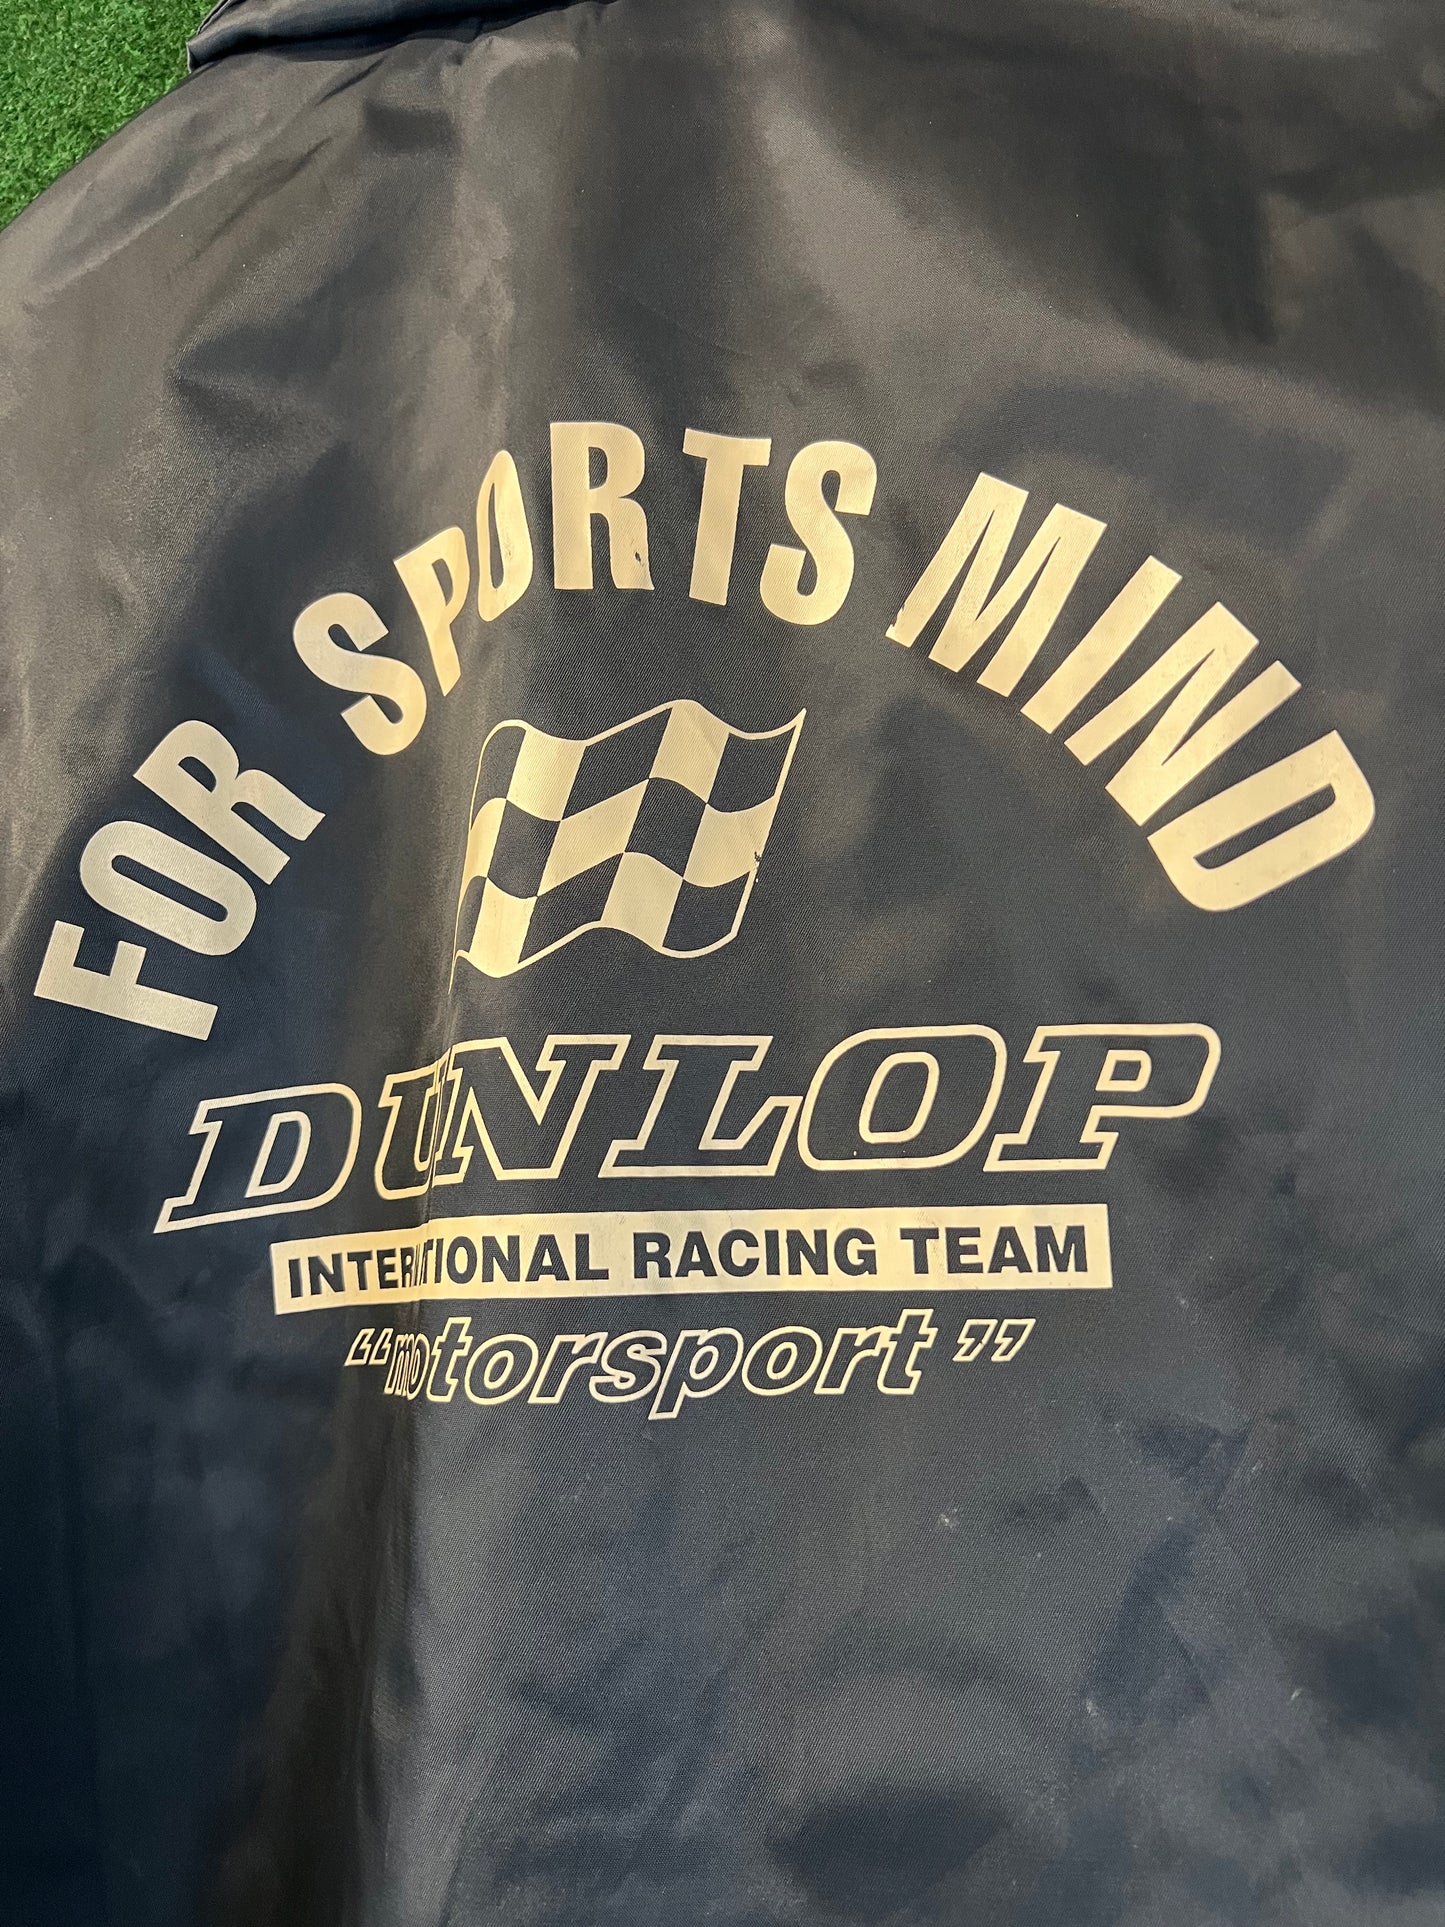 FOR SPORTS MIND
DUNLOP
INTERNATIONAL RACING TEAM
“motorsport”